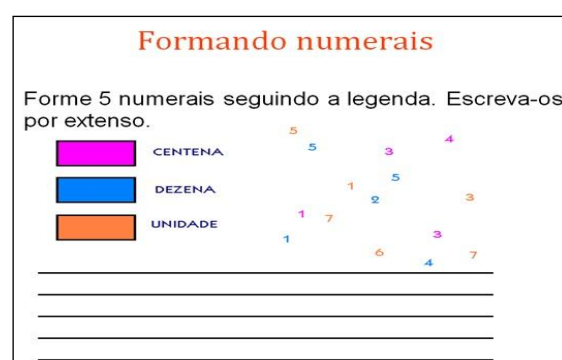 Formando numerais
Forme 5 numerais seguindo a legenda. Escreva-os
por extenso.
5
4
5
3
CENTENA
5
1
DEZENA
2
3
1
7
UNIDADE
3
1
6
7
4